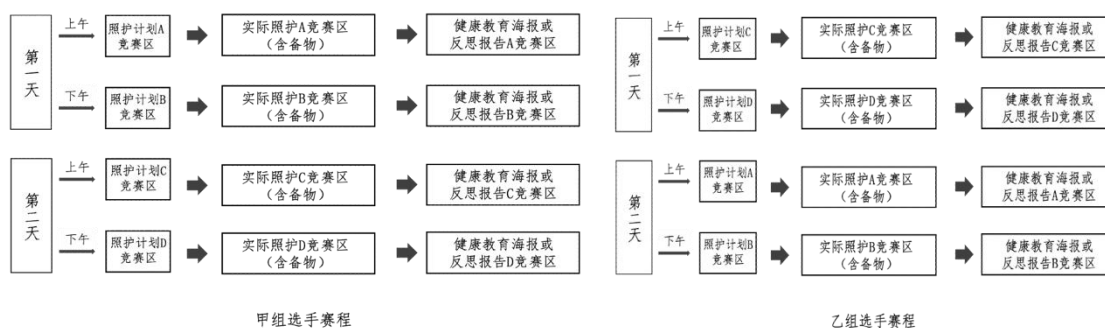 第一天
上午
照护计划A
竞赛区
实际照护A竞赛区
(含备物)
健康教育海报或
反思报告A竞赛区
下午
照护计划B
竞赛区
实际照护B竞赛区
(含备物)
健康教育海报或
反思报告B竞赛区
第二天
上午
照护计划C
竞赛区
实际照护C竞赛区
(含备物)
健康教育海报或
反思报告C竞赛区
下午
照护计划D
竞赛区
实际照护D竞赛区
(含备物)
健康教育海报或
反思报告D竞赛区
甲组选手赛程
第一天
上午
照护计划C
竞赛区
实际照护C竞赛区
(含备物)
健康教育海报或
反思报告C竞赛区
下午
照护计划D
竞赛区
实际照护D竞赛区
(含备物)
健康教育海报或
反思报告D竞赛区
第二天
上午
照护计划A
竞赛区
实际照护A竞赛区
(含备物)
健康教育海报或
反思报告A竞赛区
下午
照护计划B
竞赛区
实际照护B竞赛区
(含备物)
健康教育海报或
反思报告B竞赛区
乙组选手赛程